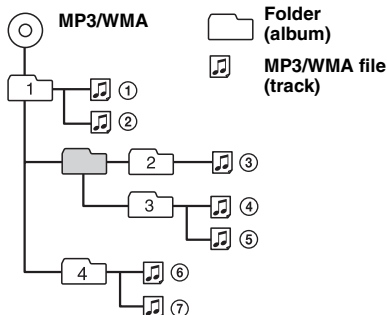 MP3/WMA
Folder
(album)
MP3/WMA file
(track)
1
①
②
2
③
3
④
⑤
4
⑥
⑦